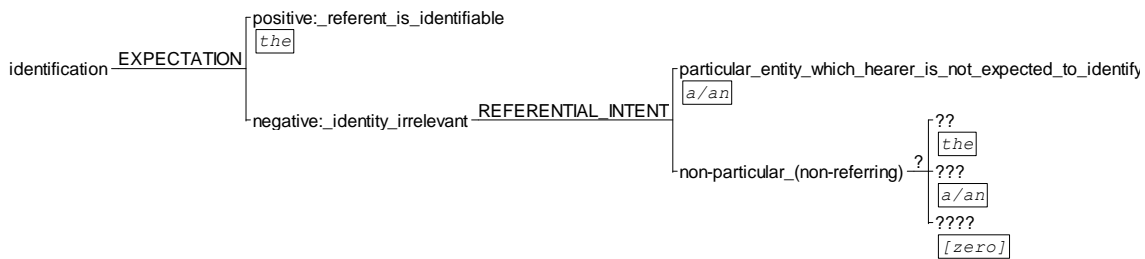 positive:_referent_is_identifiable
the
identification
EXPECTATION
particular_entity_which_hearer_is_not_expected_to_identify
a/an
negative:_identity_irrelevant
REFERENTIAL_INTENT
??
the
non-particular_(non-referring)
?
???
a/an
????
[zero]